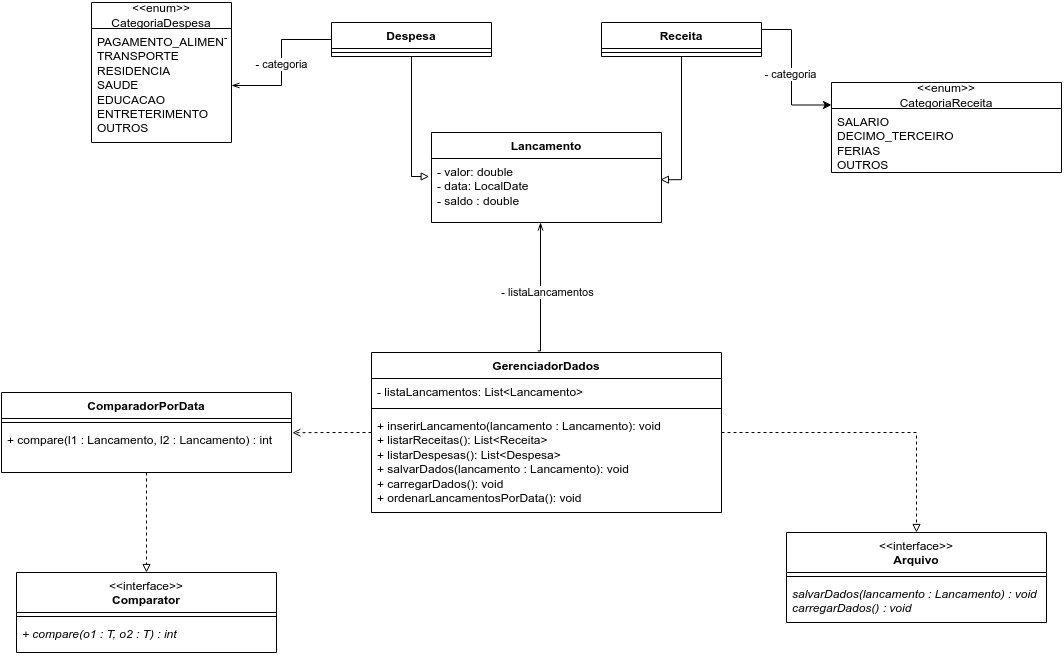 <<enum>>
CategoriaDespesa
PAGAMENTO_ALIMEN
TRANSPORTE
RESIDENCIA
SAUDE
EDUCACAO
ENTRETERIMENTO
OUTROS
- categoria
Despesa
Receita
- categoria
<<enum>>
CategoriaReceita
SALARIO
DECIMO_TERCEIRO
FERIAS
OUTROS
Lancamento
- valor: double
- data: LocalDate
- saldo : double
- listaLancamentos
GerenciadorDados
- listaLancamentos: List<Lancamento>
+ inserirLancamento(lancamento : Lancamento): void
+ listarReceitas(): List<Receita>
+ listarDespesas(): List<Despesa>
+ salvarDados(lancamento : Lancamento): void
+ carregarDados(): void
+ ordenarLancamentosPorData(): void
ComparadorPorData
+ compare(l1 : Lancamento, l2 : Lancamento) : int
<<interface>>
Comparator
+ compare(o1 : T, o2 : T) : int
<<interface>>
Arquivo
salvarDados(lancamento : Lancamento) : void
carregarDados() : void